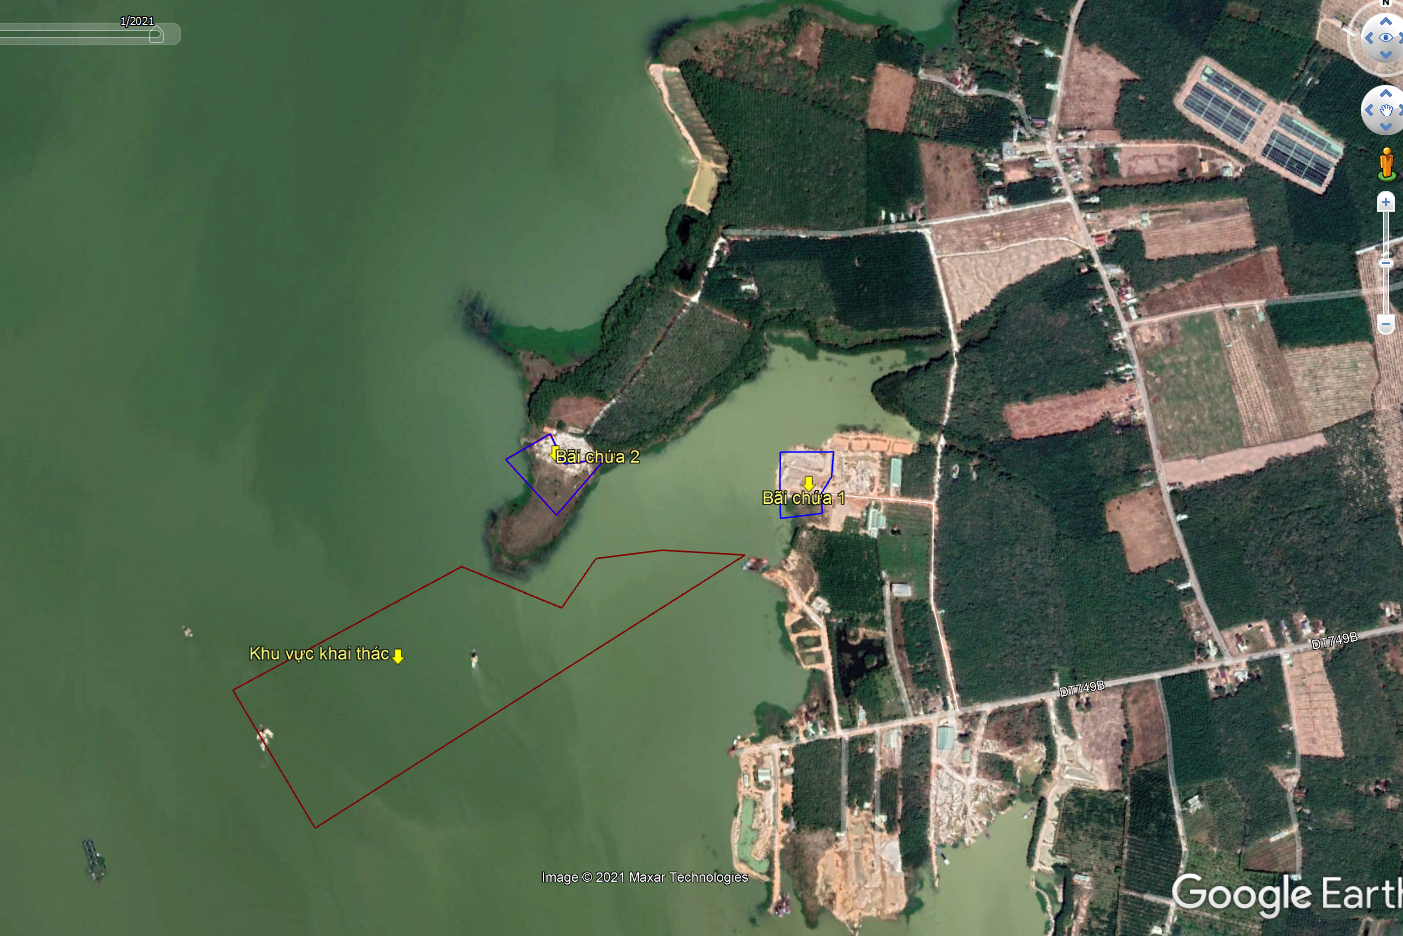 1/2021
N
Bãi chứa 2
Bãi chứa 1
Khu vực khai thác
DT749B
DT749B
Image © 2021 Maxar Technologies
Google Earth